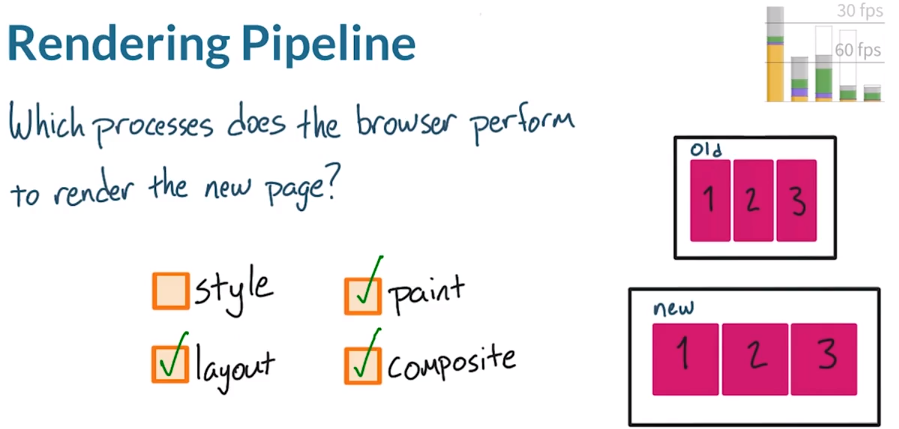 Rendering Pipeline
30 fps
60 fps
Which processes does the browser perform
to render the new page?
old
1 2 3
style
paint
layout
composite
new
1 2 3